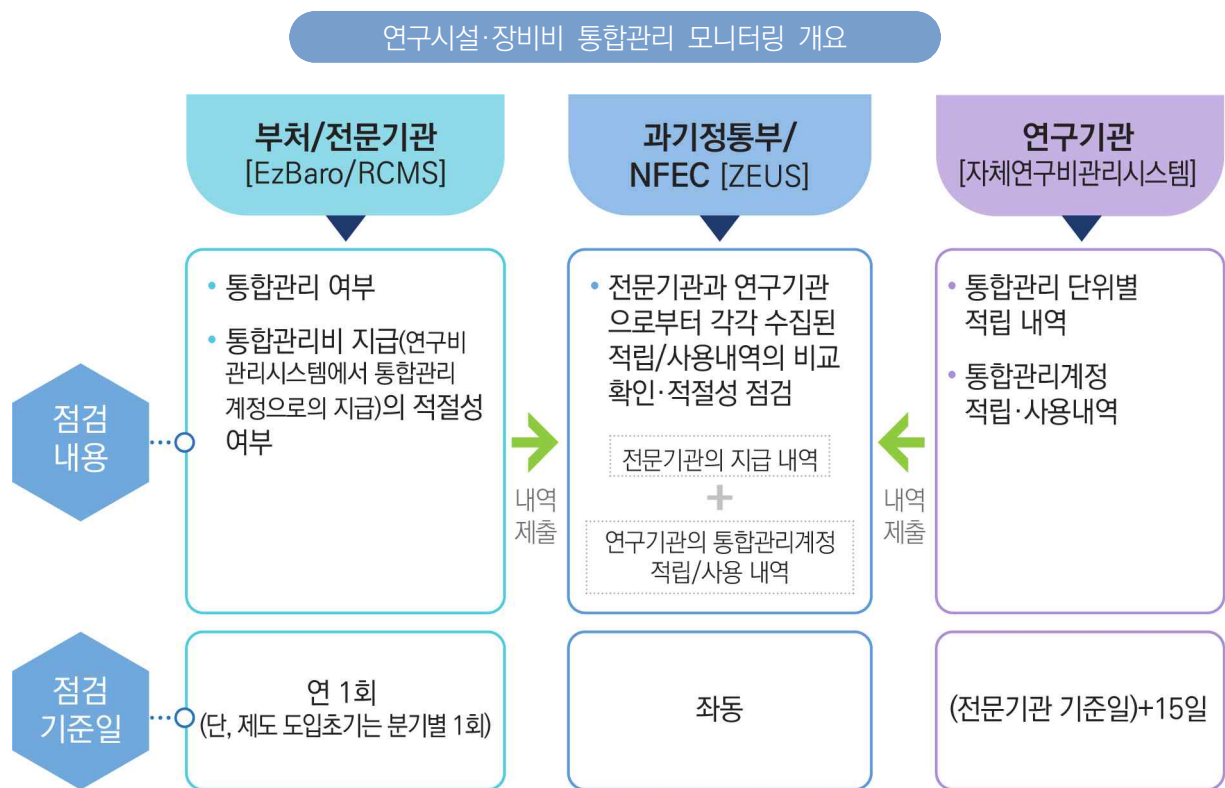 연구시설·장비비 통합관리 모니터링 개요
부처/전문기관
[EzBaro/RCMS]
과기정통부/
NFEC [ZEUS]
연구기관
[자체연구비관리시스템]
점검
내용
• 통합관리 여부
• 통합관리비 지급(연구비
관리시스템에서 통합관리
계정으로의 지급)의 적절성
여부
내역
제출
• 전문기관과 연구기관
으로부터 각각 수집된
적립/사용내역의 비교
확인·적절성 점검
전문기관의 지급 내역
+
연구기관의 통합관리계정
적립/사용 내역
내역
제출
• 통합관리 단위별
적립 내역
• 통합관리계정
적립·사용내역
점검
기준일
연 1회
(단, 제도 도입초기는 분기별 1회)
좌동
(전문기관 기준일)+15일